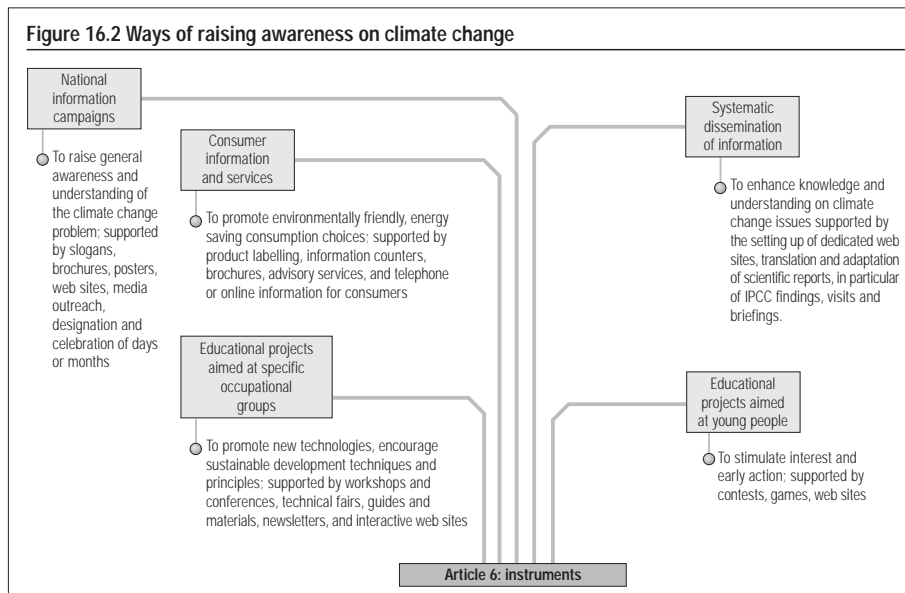 Figure 16.2 Ways of raising awareness on climate change
National
information
campaigns
To raise general
awareness and
understanding of
the climate change
problem; supported
by slogans,
brochures, posters,
web sites, media
outreach,
designation and
celebration of days
or months
Consumer
information
and services
To promote environmentally friendly, energy
saving consumption choices; supported by
product labelling, information counters,
brochures, advisory services, and telephone
or online information for consumers
Educational projects
aimed at specific
occupational
groups
To promote new technologies, encourage
sustainable development techniques and
principles; supported by workshops and
conferences, technical fairs, guides and
materials, newsletters, and interactive web sites
Systematic
dissemination
of information
To enhance knowledge and
understanding on climate
change issues supported by
the setting up of dedicated web
sites, translation and adaptation
of scientific reports, in particular
of IPCC findings, visits and
briefings.
Educational
projects aimed
at young people
To stimulate interest and
early action; supported by
contests, games, web sites
Article 6: instruments